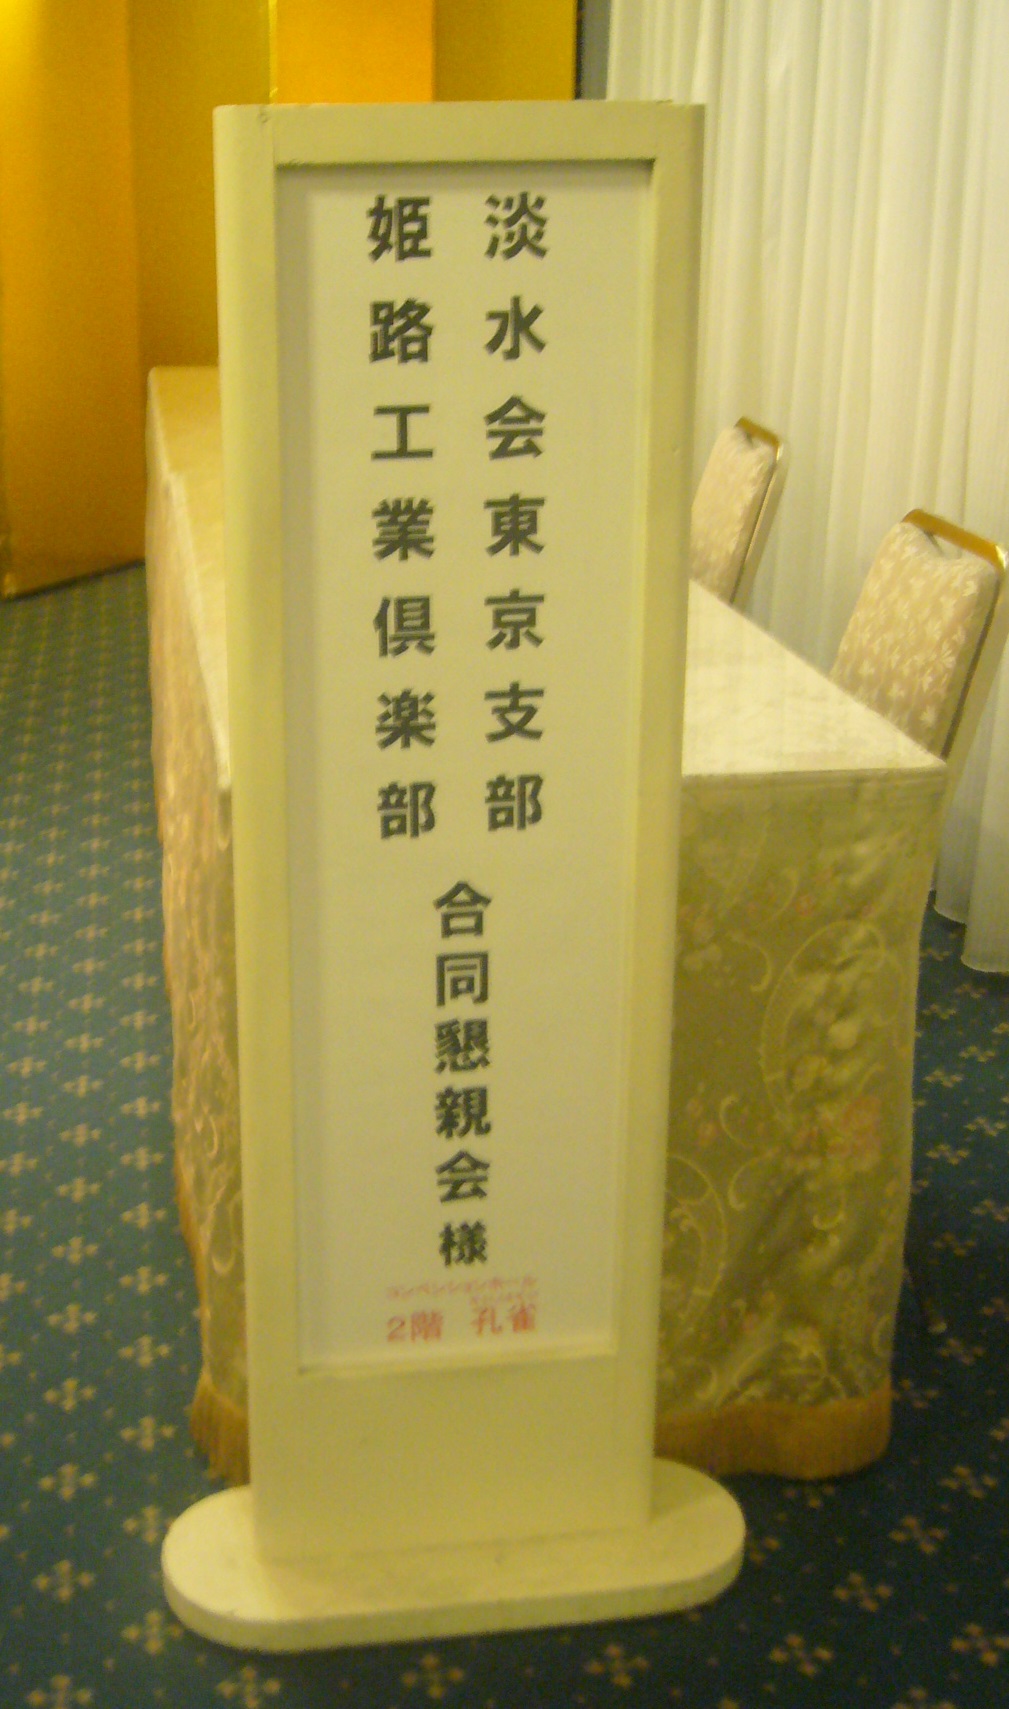 淡水会東京支部
姫路工業倶楽部
合同懇親会様
コンベンションホール
2階 孔雀